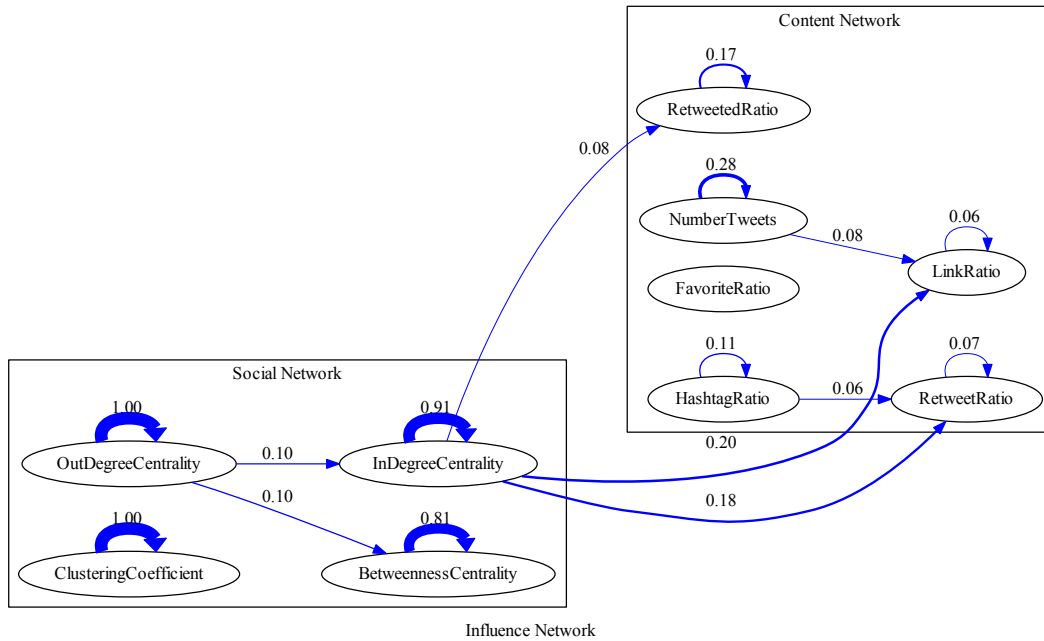 Content Network
0.17
RetweetedRatio
0.08
0.28
NumberTweets
0.08
0.06
LinkRatio
FavoriteRatio
Social Network
0.11
HashtagRatio
0.06
0.07
RetweetRatio
1.00
OutDegreeCentrality
0.10
0.91
InDegreeCentrality
0.20
0.10
0.18
1.00
ClusteringCoefficient
0.81
BetweennessCentrality
Influence Network